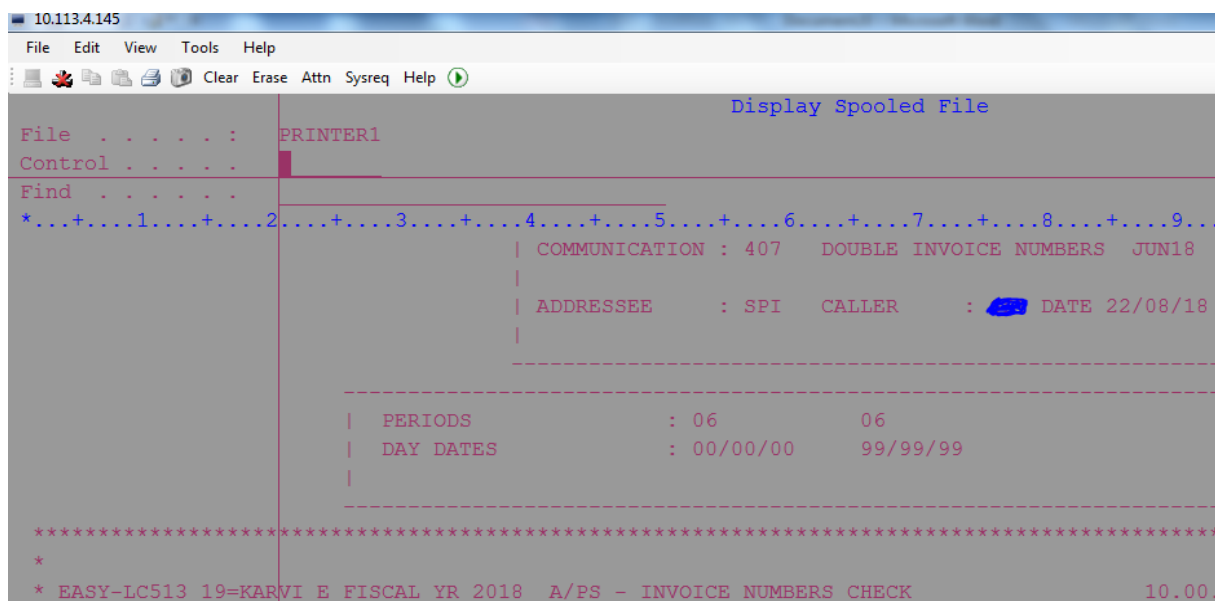 10.113.4.145
File Edit View Tools Help
Clear Erase Attn Sysreq Help
Display Spooled File
File . . . . . : PRINTER1
Control . . . . .
Find . . . . . .
*...+....1....+....2....+....3....+....4....+....5....+....6....+....7....+....8....+....9...
| COMMUNICATION : 407 DOUBLE INVOICE NUMBERS JUN18
|
| ADDRESSEE : SPI CALLER : DATE 22/08/18
|
-------------------------------------------------------
--------------------------------------------------------------------
| PERIODS : 06 06
| DAY DATES : 00/00/00 99/99/99
|
--------------------------------------------------------------------
********************************************************************************************
*
* EASY-LC513 19=KARVI E FISCAL YR 2018 A/PS - INVOICE NUMBERS CHECK 10.00.